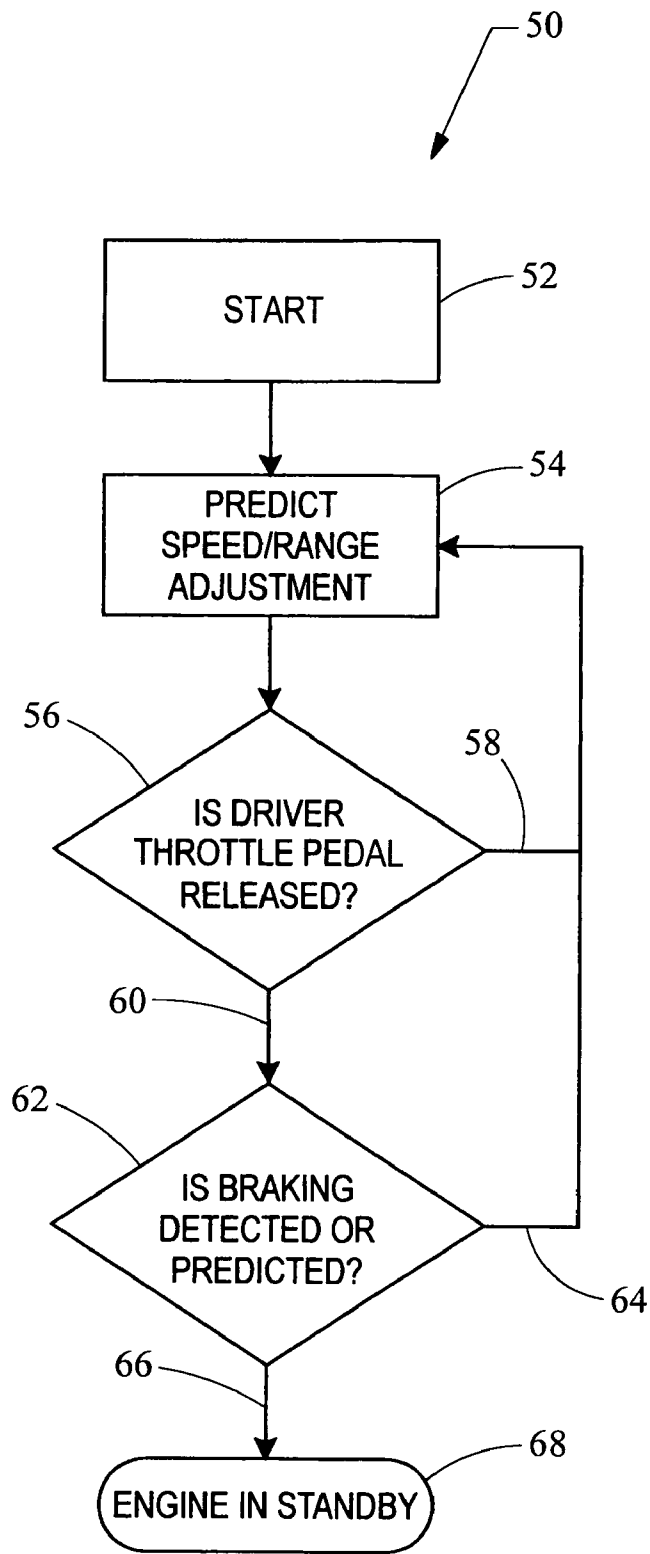 50
START
52
54
PREDICT
SPEED/RANGE
ADJUSTMENT
56
58
IS DRIVER
THROTTLE PEDAL
RELEASED?
60
62
IS BRAKING
DETECTED OR
PREDICTED?
64
66
68
ENGINE IN STANDBY